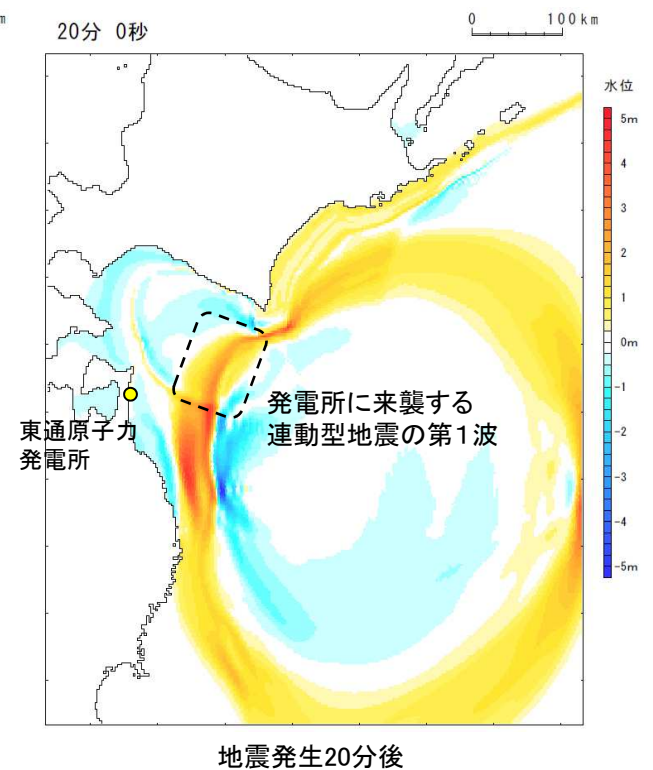 m
20分 0秒
0 100km
水位
5m
4
3
2
1
0m
-1
-2
-3
-4
-5m
発電所に来襲する
連動型地震の第1波
東通原子力
発電所
地震発生20分後